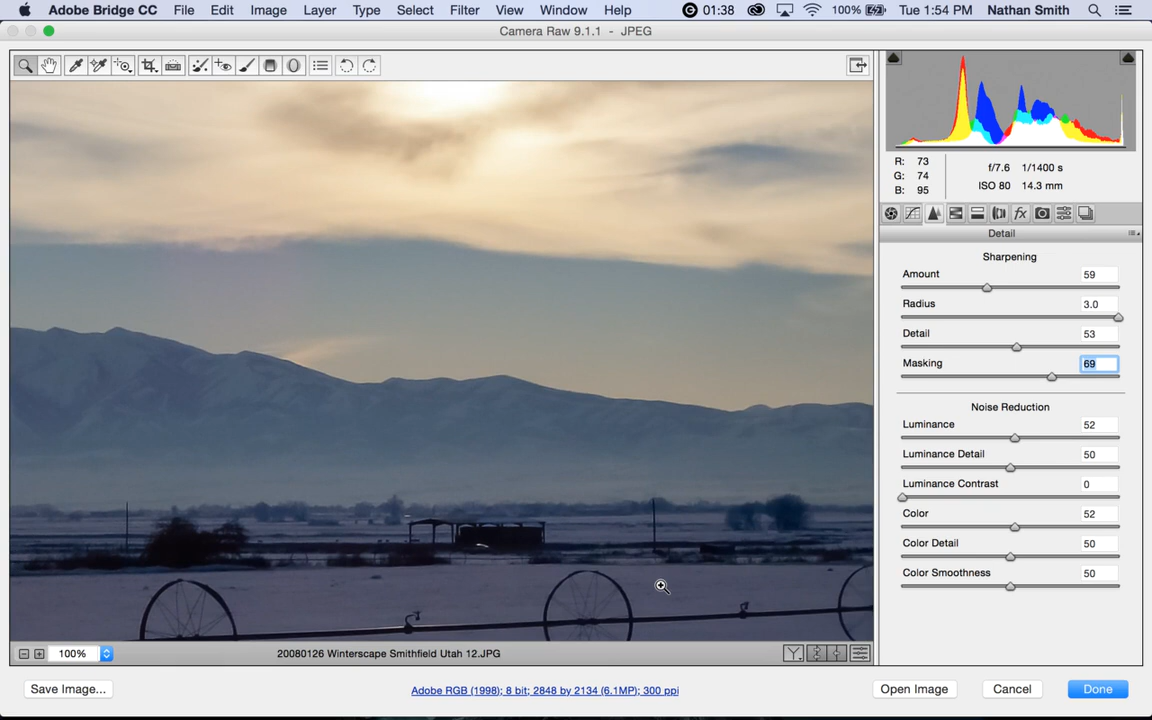 Adobe Bridge CC File Edit Image Layer Type Select Filter View Window Help 01:38 100% Tue 1:54 PM Nathan Smith
Camera Raw 9.1.1 - JPEG
R: 73
G: 74
B: 95
f/7.6 1/1400 s
ISO 80 14.3 mm
fx
Detail
Sharpening
Amount 59
Radius 3.0
Detail 53
Masking 69
Noise Reduction
Luminance 52
Luminance Detail 50
Luminance Contrast 0
Color 52
Color Detail 50
Color Smoothness 50
100% 20080126 Winterscape Smithfield Utah 12.JPG Y
Save Image... Adobe RGB (1998); 8 bit; 2848 by 2134 (6.1MP); 300 ppi Open Image Cancel Done